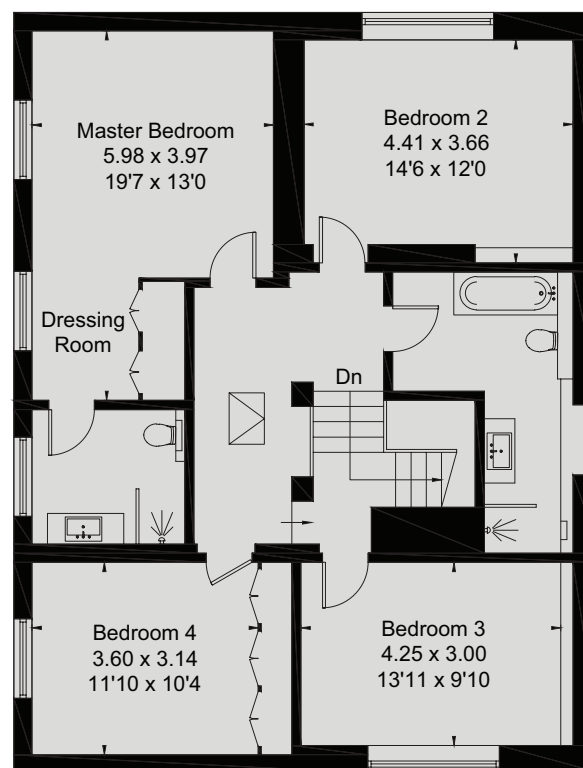 Master Bedroom
5.98 x 3.97
19'7 x 13'0
Bedroom 2
4.41 x 3.66
14'6 x 12'0
Dressing
Room
Dn
Bedroom 4
3.60 x 3.14
11'10 x 10'4
Bedroom 3
4.25 x 3.00
13'11 x 9'10